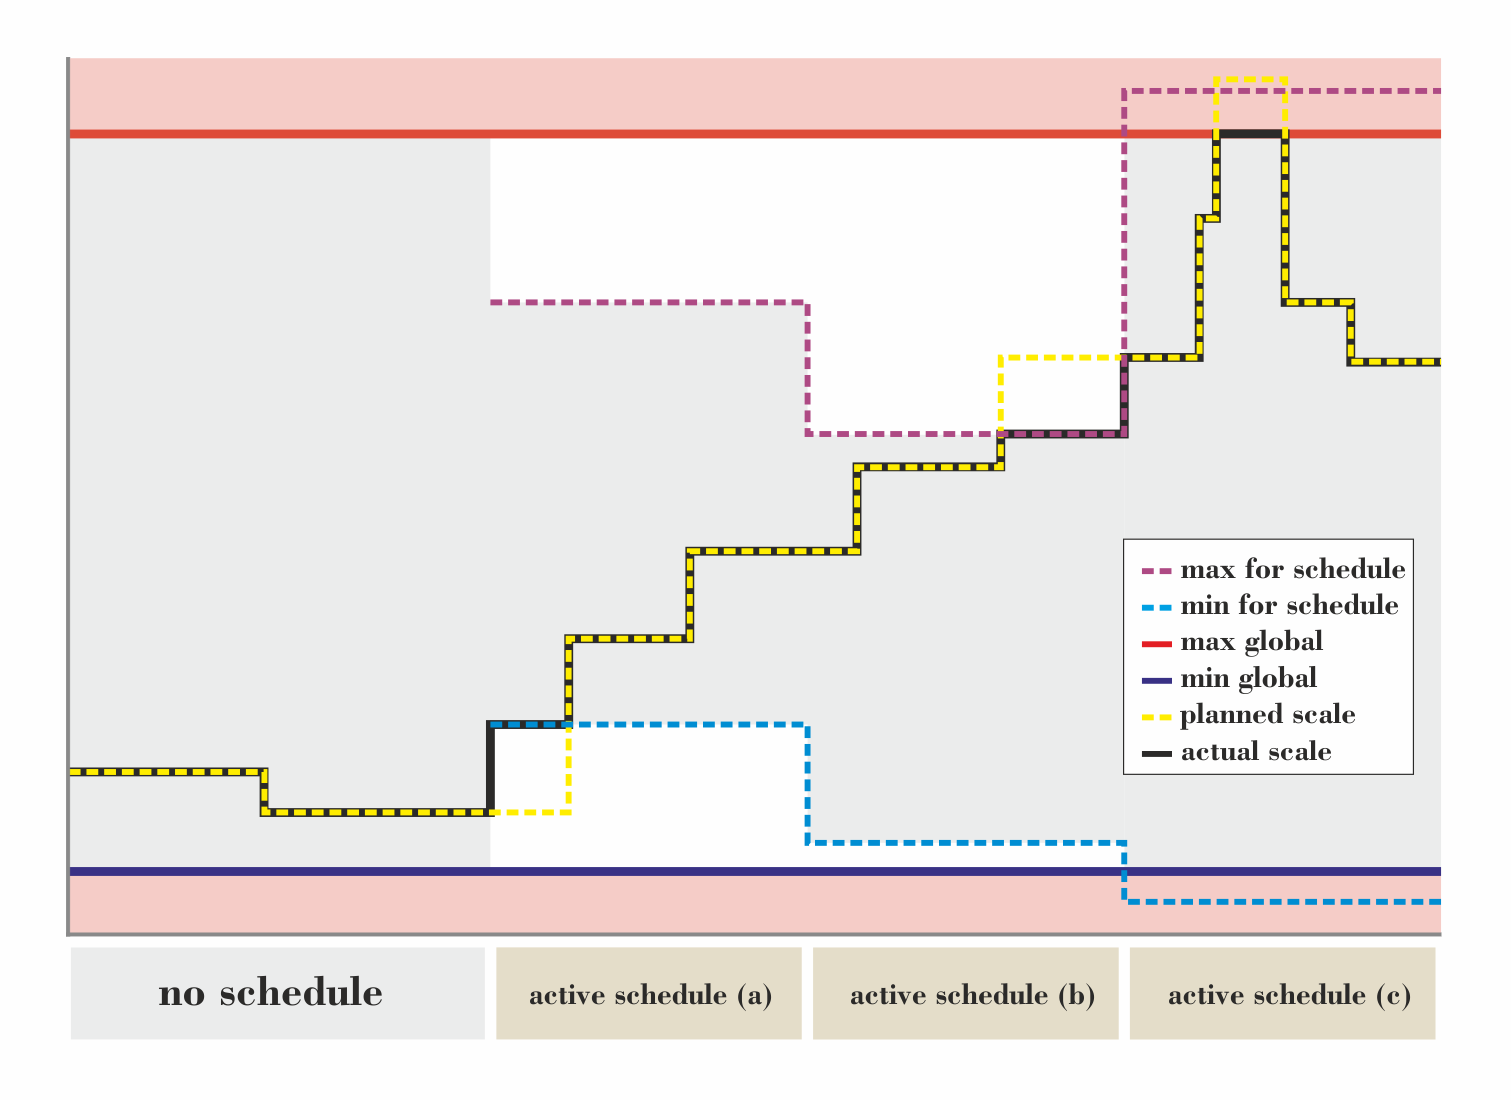 max for schedule
min for schedule
max global
min global
planned scale
actual scale
no schedule
active schedule (a)
active schedule (b)
active schedule (c)